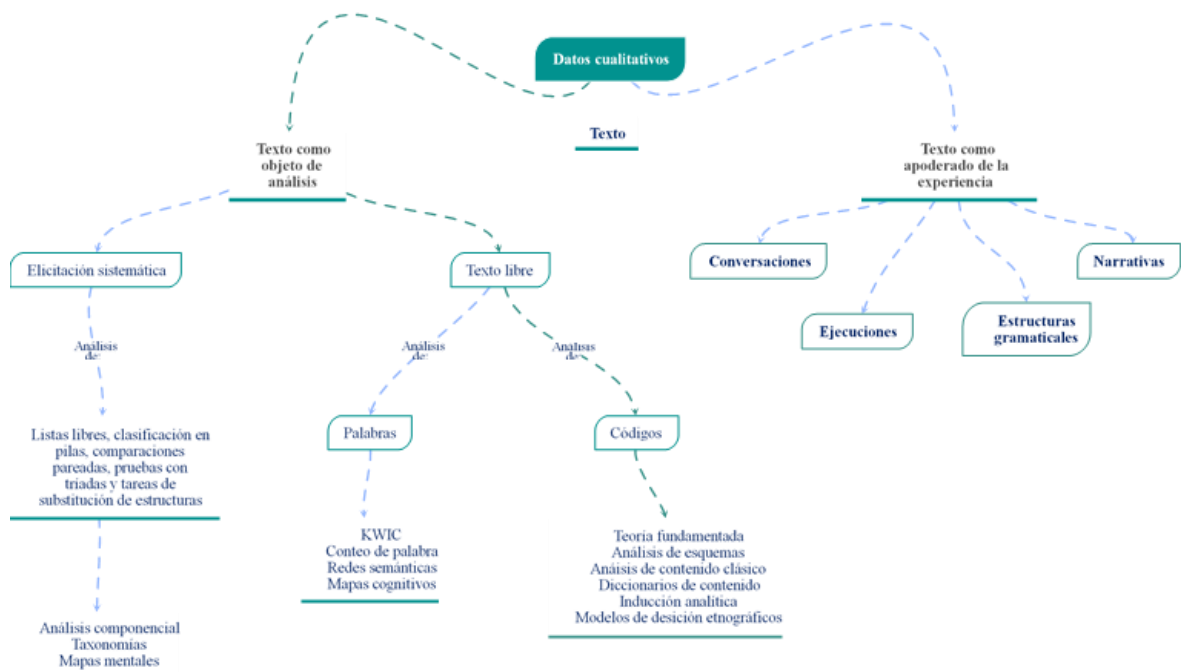 Datos cualitativos
Texto
Texto como
objeto de
análisis
Texto como
apoderado de la
experiencia
Elicitación sistemática
Texto libre
Conversaciones
Narrativas
Ejecuciones
Estructuras
gramaticales
Análisis
de:
Análisis
de:
Análisis
de:
Palabras
Códigos
Listas libres, clasificación en
pilas, comparaciones
pareadas, pruebas con
tríadas y tareas de
substitución de estructuras
KWIC
Conteo de palabra
Redes semánticas
Mapas cognitivos
Teoría fundamentada
Análisis de esquemas
Anáisis de contenido clásico
Diccionarios de contenido
Inducción analítica
Modelos de desición etnográficos
Análisis componencial
Taxonomías
Mapas mentales